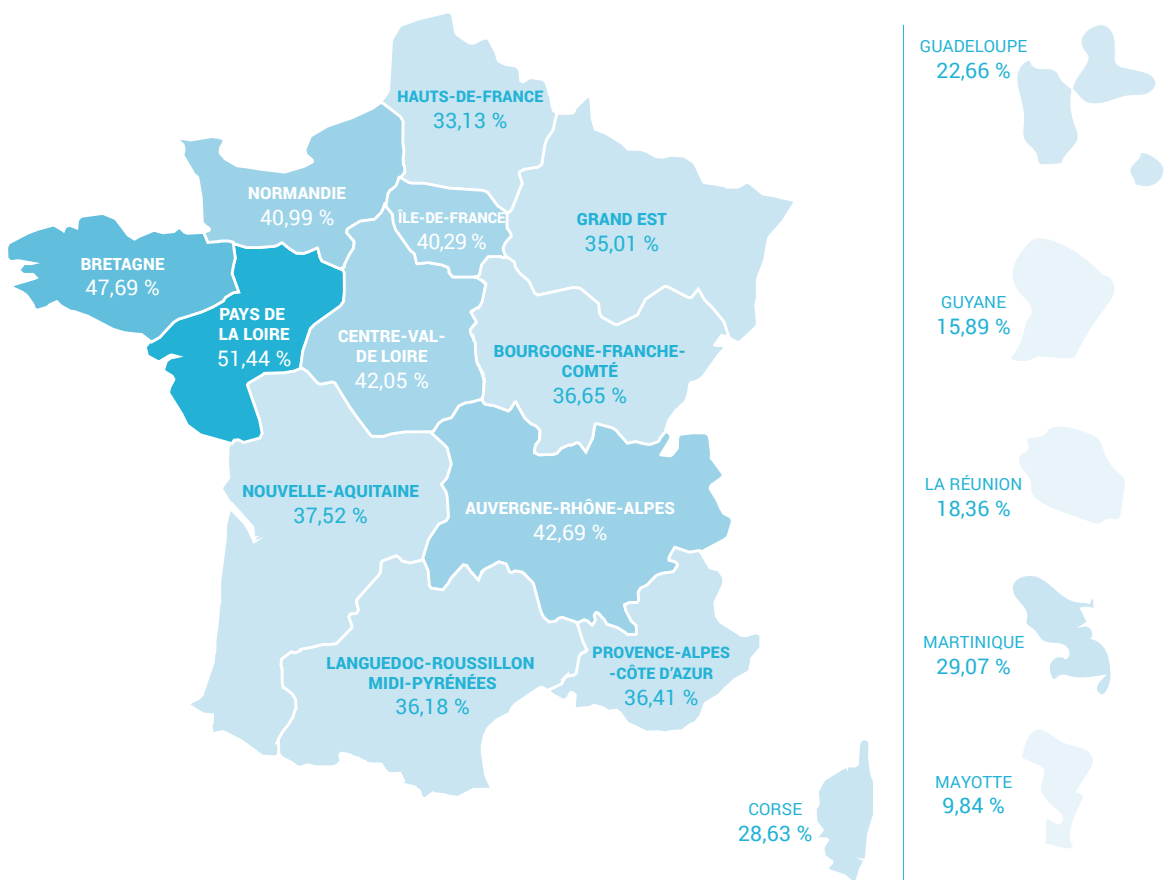 HAUTS-DE-FRANCE
33,13 %
NORMANDIE
40,99 %
ÎLE-DE-FRANCE
40,29 %
GRAND EST
35,01 %
BRETAGNE
47,69 %
PAYS DE
LA LOIRE
51,44 %
CENTRE-VAL-
DE LOIRE
42,05 %
BOURGOGNE-FRANCHE-
COMTÉ
36,65 %
NOUVELLE-AQUITAINE
37,52 %
AUVERGNE-RHÔNE-ALPES
42,69 %
LANGUEDOC-ROUSSILLON
MIDI-PYRÉNÉES
36,18 %
PROVENCE-ALPES
-CÔTE D'AZUR
36,41 %
CORSE
28,63 %
GUADELOUPE
22,66 %
GUYANE
15,89 %
LA RÉUNION
18,36 %
MARTINIQUE
29,07 %
MAYOTTE
9,84 %